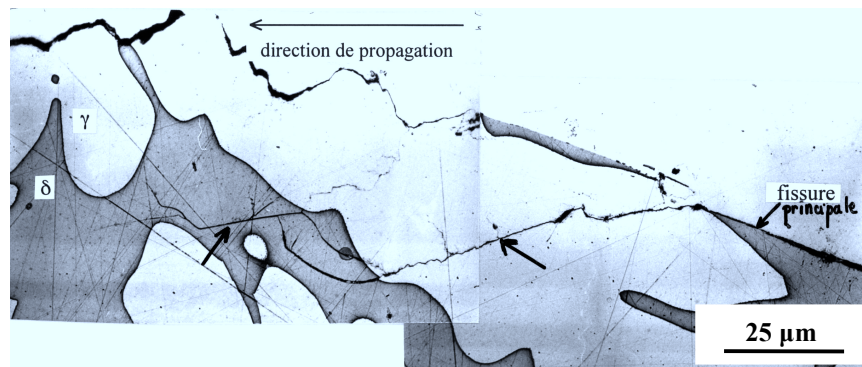 direction de propagation
γ
δ
fissure
principale
25 µm